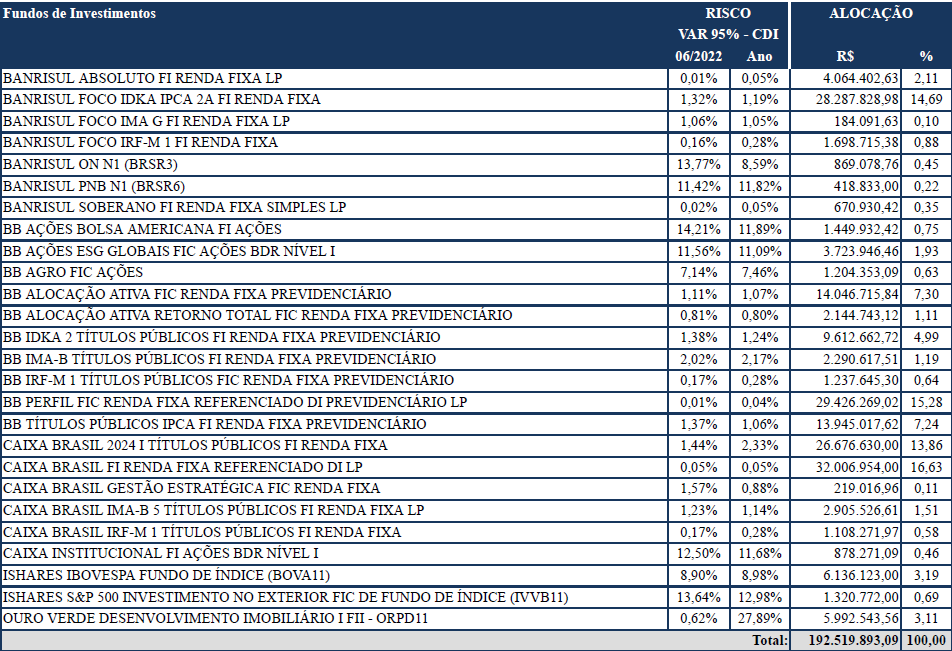 Fundos de Investimentos RISCO ALOCAÇÃO
VAR 95% - CDI
06/2022 Ano R$ %
BANRISUL ABSOLUTO FI RENDA FIXA LP 0,01% 0,05% 4.064.402,63 2,11
BANRISUL FOCO IDKA IPCA 2A FI RENDA FIXA 1,32% 1,19% 28.287.828,98 14,69
BANRISUL FOCO IMA G FI RENDA FIXA LP 1,06% 1,05% 184.091,63 0,10
BANRISUL FOCO IRF-M 1 FI RENDA FIXA 0,16% 0,28% 1.698.715,38 0,88
BANRISUL ON N1 (BRSR3) 13,77% 8,59% 869.078,76 0,45
BANRISUL PNB N1 (BRSR6) 11,42% 11,82% 418.833,00 0,22
BANRISUL SOBERANO FI RENDA FIXA SIMPLES LP 0,02% 0,05% 670.930,42 0,35
BB AÇÕES BOLSA AMERICANA FI AÇÕES 14,21% 11,89% 1.449.932,42 0,75
BB AÇÕES ESG GLOBAIS FIC AÇÕES BDR NÍVEL I 11,56% 11,09% 3.723.946,46 1,93
BB AGRO FIC AÇÕES 7,14% 7,46% 1.204.353,09 0,63
BB ALOCAÇÃO ATIVA FIC RENDA FIXA PREVIDENCIÁRIO 1,11% 1,07% 14.046.715,84 7,30
BB ALOCAÇÃO ATIVA RETORNO TOTAL FIC RENDA FIXA PREVIDENCIÁRIO 0,81% 0,80% 2.144.743,12 1,11
BB IDKA 2 TÍTULOS PÚBLICOS FI RENDA FIXA PREVIDENCIÁRIO 1,38% 1,24% 9.612.662,72 4,99
BB IMA-B TÍTULOS PÚBLICOS FI RENDA FIXA PREVIDENCIÁRIO 2,02% 2,17% 2.290.617,51 1,19
BB IRF-M 1 TÍTULOS PÚBLICOS FIC RENDA FIXA PREVIDENCIÁRIO 0,17% 0,28% 1.237.645,30 0,64
BB PERFIL FIC RENDA FIXA REFERENCIADO DI PREVIDENCIÁRIO LP 0,01% 0,04% 29.426.269,02 15,28
BB TÍTULOS PÚBLICOS IPCA FI RENDA FIXA PREVIDENCIÁRIO 1,37% 1,06% 13.945.017,62 7,24
CAIXA BRASIL 2024 I TÍTULOS PÚBLICOS FI RENDA FIXA 1,44% 2,33% 26.676.630,00 13,86
CAIXA BRASIL FI RENDA FIXA REFERENCIADO DI LP 0,05% 0,05% 32.006.954,00 16,63
CAIXA BRASIL GESTÃO ESTRATÉGICA FIC RENDA FIXA 1,57% 0,88% 219.016,96 0,11
CAIXA BRASIL IMA-B 5 TÍTULOS PÚBLICOS FI RENDA FIXA LP 1,23% 1,14% 2.905.526,61 1,51
CAIXA BRASIL IRF-M 1 TÍTULOS PÚBLICOS FI RENDA FIXA 0,17% 0,28% 1.108.271,97 0,58
CAIXA INSTITUCIONAL FI AÇÕES BDR NÍVEL I 12,50% 11,68% 878.271,09 0,46
ISHARES IBOVESPA FUNDO DE ÍNDICE (BOVA11) 8,90% 8,98% 6.136.123,00 3,19
ISHARES S&P 500 INVESTIMENTO NO EXTERIOR FIC DE FUNDO DE ÍNDICE (IVVB11) 13,64% 12,98% 1.320.772,00 0,69
OURO VERDE DESENVOLVIMENTO IMOBILIÁRIO I FII - ORPD11 0,62% 27,89% 5.992.543,56 3,11
Total: 192.519.893,09 100,00